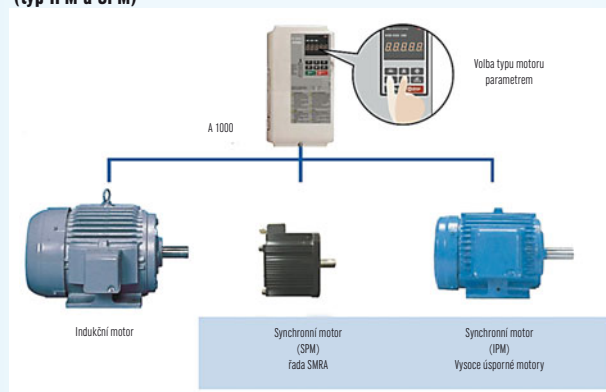 (typ IPM a SPM)
Volba typu motoru
parametrem
A 1000
Indukční motor
Synchronní motor
(SPM)
řada SMRA
Synchronní motor
(IPM)
Vysoce úsporné motory